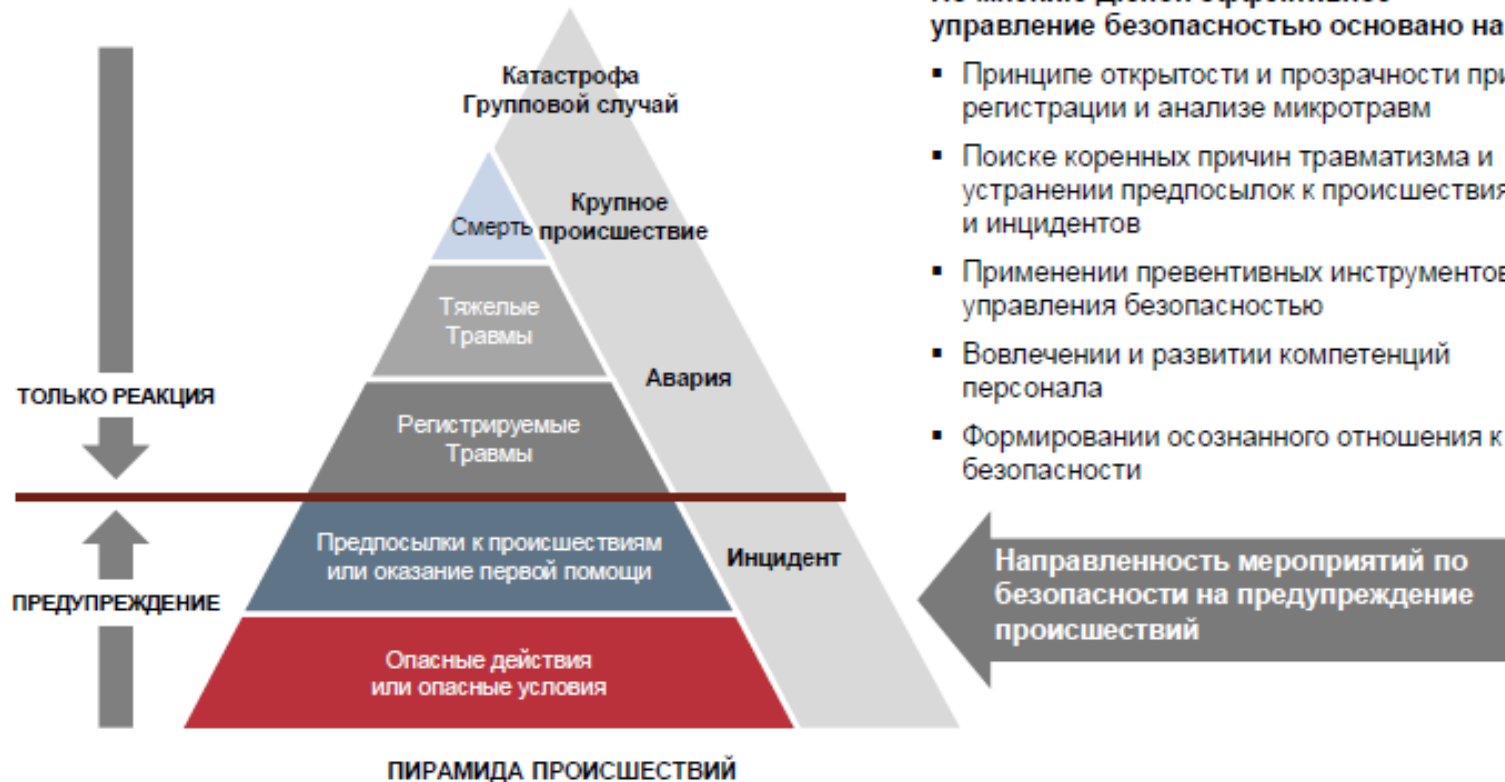 управление безопасностью основано на
▪ Принципе открытости и прозрачности при
регистрации и анализе микротравм
▪ Поиске коренных причин травматизма и
устранении предпосылок к происшествия
и инцидентов
▪ Применении превентивных инструментов
управления безопасностью
▪ Вовлечении и развитии компетенций
персонала
▪ Формировании осознанного отношения к
безопасности
Направленность мероприятий по
безопасности на предупреждение
происшествий
Катастрофа
Групповой случай
Крупное
происшествие
Авария
Инцидент
Смерть
Тяжелые
Травмы
Регистрируемые
Травмы
Предпосылки к происшествиям
или оказание первой помощи
Опасные действия
или опасные условия
ТОЛЬКО РЕАКЦИЯ
ПРЕДУПРЕЖДЕНИЕ
ПИРАМИДА ПРОИСШЕСТВИЙ